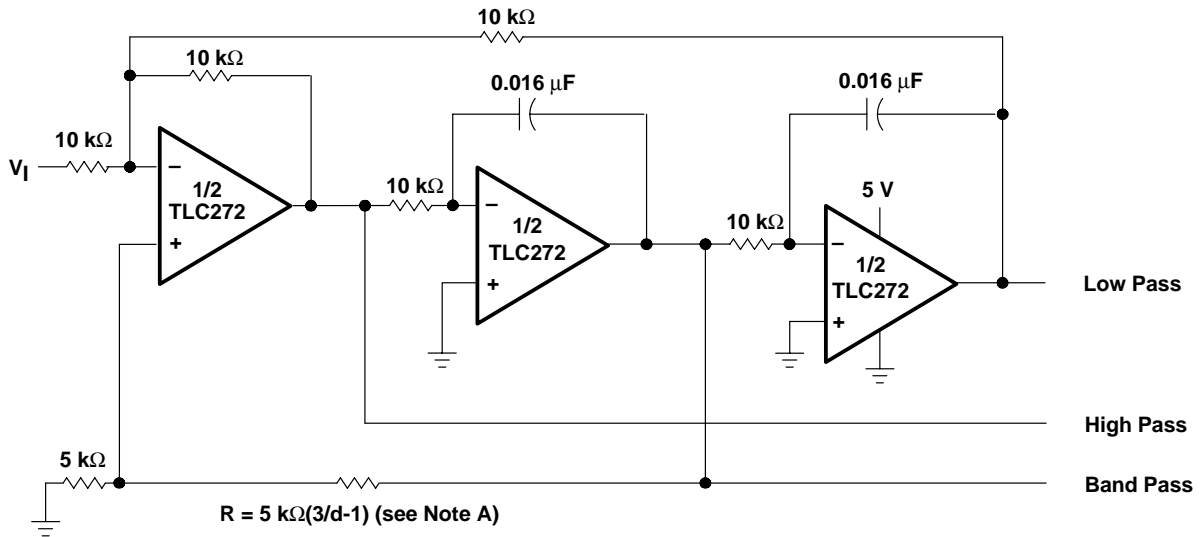 10 kΩ
10 kΩ
0.016 µF
0.016 µF
10 kΩ
VI
−
1/2
TLC272
+
10 kΩ
−
1/2
TLC272
+
10 kΩ
5 V
−
1/2
TLC272
+
Low Pass
High Pass
5 kΩ
Band Pass
R = 5 kΩ(3/d-1) (see Note A)